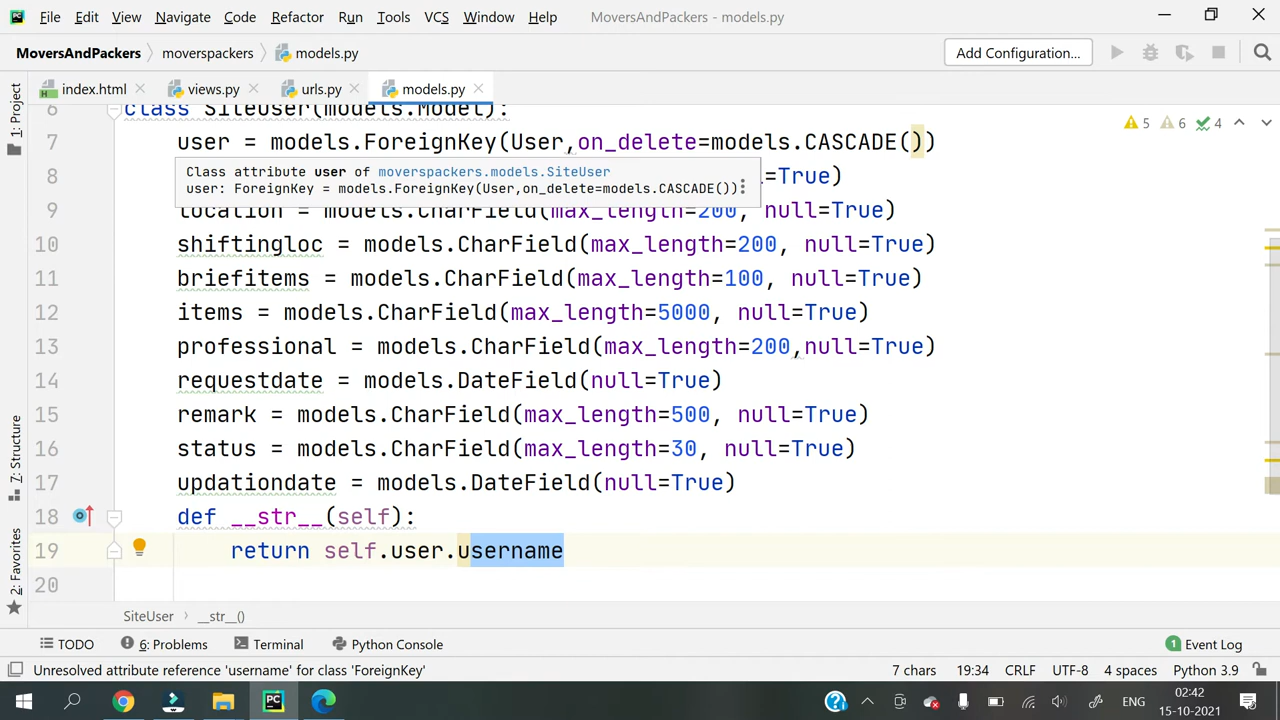 File Edit View Navigate Code Refactor Run Tools VCS Window Help MoversAndPackers - models.py
MoversAndPackers moverspackers models.py Add Configuration...
index.html views.py urls.py models.py
1: Project
6 class SiteUser(models.Model):
5 6 4
7 user = models.ForeignKey(User,on_delete=models.CASCADE())
Class attribute user of moverspackers.models.SiteUser
user: ForeignKey = models.ForeignKey(User,on_delete=models.CASCADE())
8 =True)
9 location = models.CharField(max_length=200, null=True)
10 shiftingloc = models.CharField(max_length=200, null=True)
11 briefitems = models.CharField(max_length=100, null=True)
12 items = models.CharField(max_length=5000, null=True)
13 professional = models.CharField(max_length=200,null=True)
14 requestdate = models.DateField(null=True)
15 remark = models.CharField(max_length=500, null=True)
16 status = models.CharField(max_length=30, null=True)
17 updationdate = models.DateField(null=True)
18 def __str__(self):
19 return self.user.username
20
7: Structure
2: Favorites
SiteUser __str__()
TODO 6: Problems Terminal Python Console 1 Event Log
Unresolved attribute reference 'username' for class 'ForeignKey' 7 chars 19:34 CRLF UTF-8 4 spaces Python 3.9
PC ENG 02:42
15-10-2021